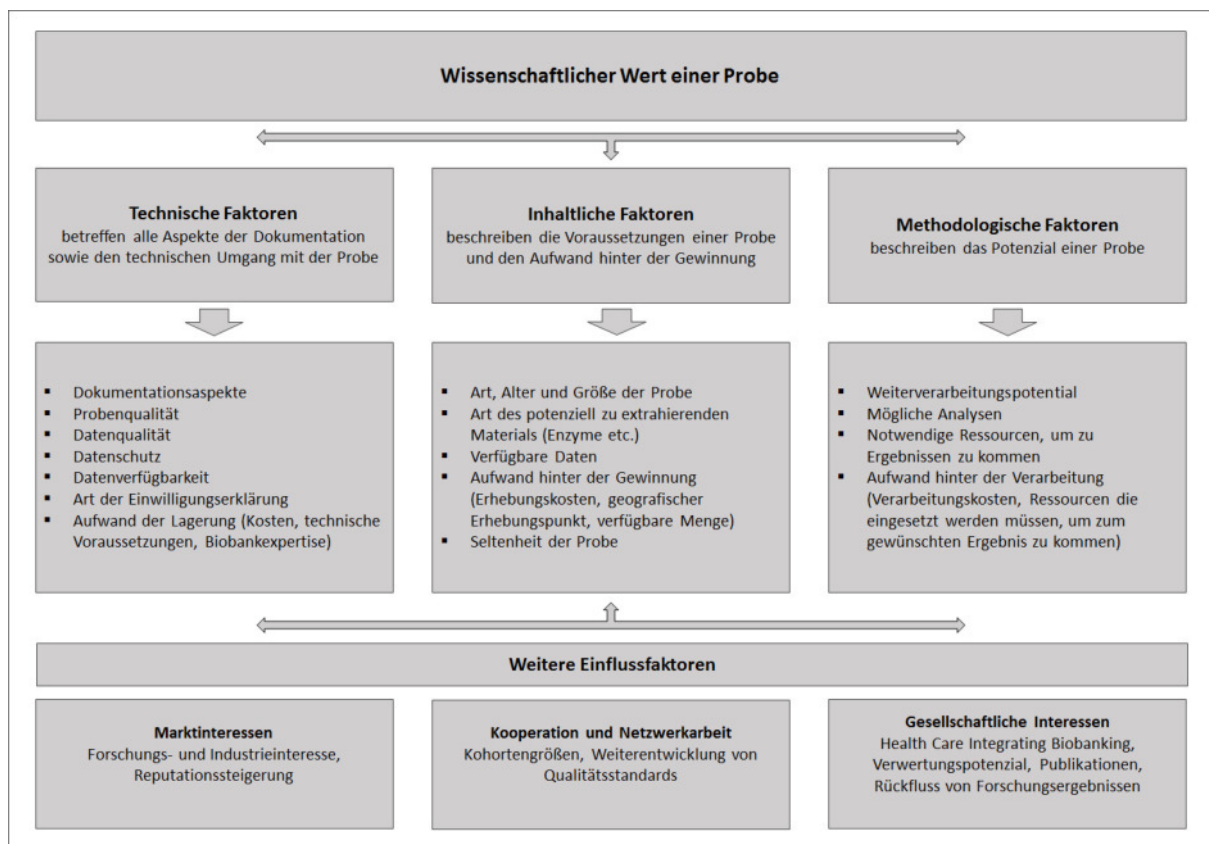 Wissenschaftlicher Wert einer Probe
Technische Faktoren
betreffen alle Aspekte der Dokumentation
sowie den technischen Umgang mit der Probe
Inhaltliche Faktoren
beschreiben die Voraussetzungen einer Probe
und den Aufwand hinter der Gewinnung
Methodologische Faktoren
beschreiben das Potenzial einer Probe
▪ Dokumentationsaspekte
▪ Probenqualität
▪ Datenqualität
▪ Datenschutz
▪ Datenverfügbarkeit
▪ Art der Einwilligungserklärung
▪ Aufwand der Lagerung (Kosten, technische
Voraussetzungen, Biobankexpertise)
▪ Art, Alter und Größe der Probe
▪ Art des potenziell zu extrahierenden
Materials (Enzyme etc.)
▪ Verfügbare Daten
▪ Aufwand hinter der Gewinnung
(Erhebungskosten, geografischer
Erhebungspunkt, verfügbare Menge)
▪ Seltenheit der Probe
▪ Weiterverarbeitungspotential
▪ Mögliche Analysen
▪ Notwendige Ressourcen, um zu
Ergebnissen zu kommen
▪ Aufwand hinter der Verarbeitung
(Verarbeitungskosten, Ressourcen die
eingesetzt werden müssen, um zum
gewünschten Ergebnis zu kommen)
Weitere Einflussfaktoren
Marktinteressen
Forschungs- und Industrieinteresse,
Reputationssteigerung
Kooperation und Netzwerkarbeit
Kohortengrößen, Weiterentwicklung von
Qualitätsstandards
Gesellschaftliche Interessen
Health Care Integrating Biobanking,
Verwertungspotenzial, Publikationen,
Rückfluss von Forschungsergebnissen